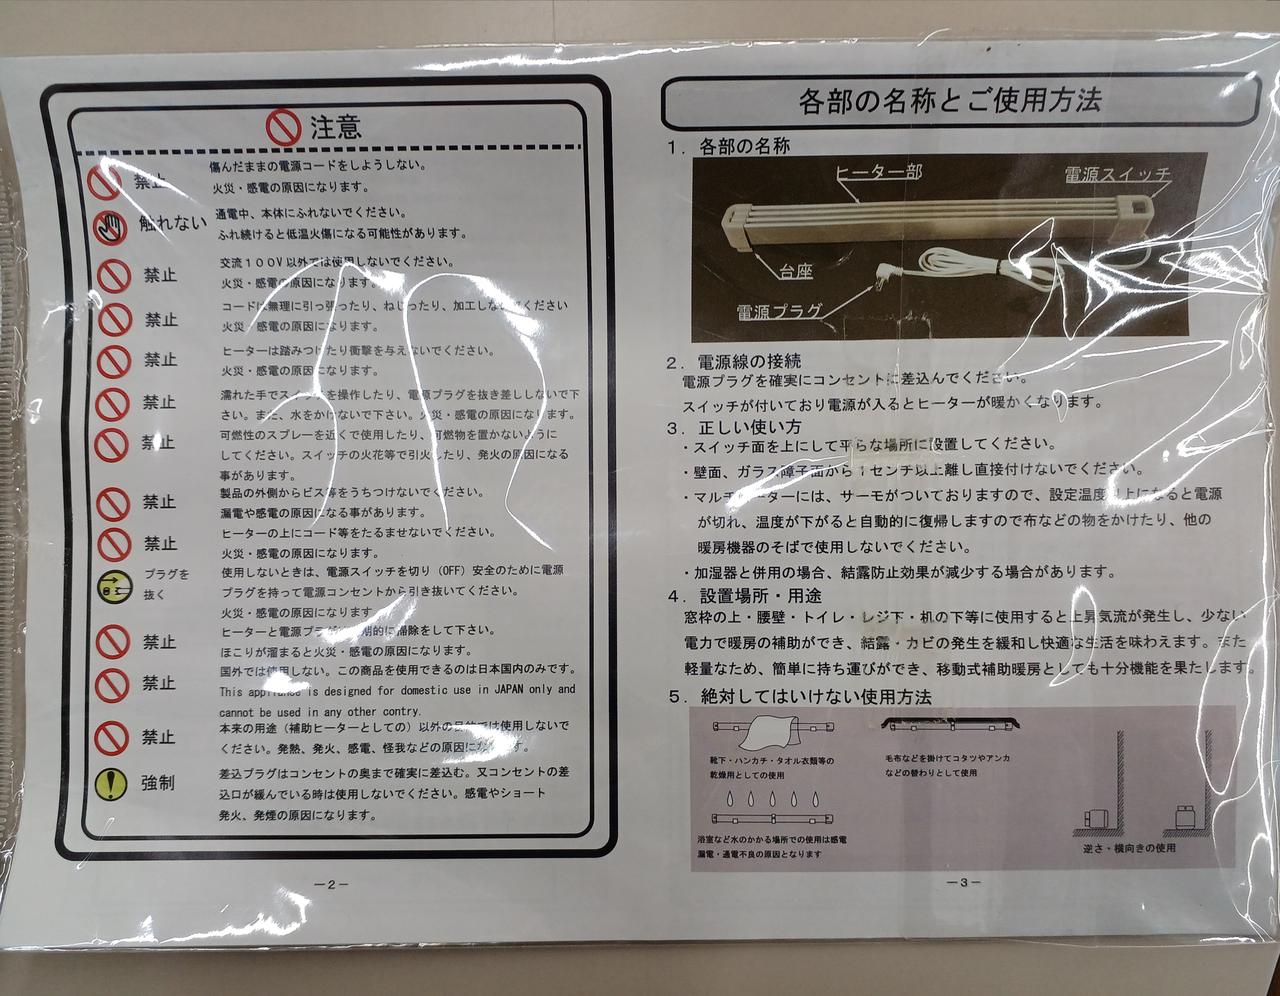 注意
禁止
傷んだままの電源コードをしようしない。
火災・感電の原因になります。
触れない
通電中、本体にふれないでください。
ふれ続けると低温火傷になる可能性があります。
禁止
交流100V以外では使用しないでください。
火災・感電の原因になります。
禁止
コードは無理に引っ張ったり、ねじったり、加工しないでください
火災・感電の原因になります。
禁止
ヒーターは踏みつけたり衝撃を与えないでください。
火災・感電の原因になります。
禁止
濡れた手でスイッチを操作したり、電源プラグを抜き差ししないで下
さい。また、水をかけないで下さい。火災・感電の原因になります。
禁止
可燃性のスプレーを近くで使用したり、可燃物を置かないように
してください。スイッチの火花等で引火したり、発火の原因になる
事があります。
禁止
製品の外側からビス等をうちつけないでください。
漏電や感電の原因になる事があります。
禁止
ヒーターの上にコード等をたるませないでください。
火災・感電の原因になります。
プラグを
抜く
使用しないときは、電源スイッチを切り（OFF）安全のために電源
プラグを持って電源コンセントから引き抜いてください。
火災・感電の原因になります。
禁止
ヒーターと電源プラグは定期的に掃除をして下さい。
ほこりが溜まると火災・感電の原因になります。
禁止
国外では使用しない。この商品を使用できるのは日本国内のみです。
This appliance is designed for domestic use in JAPAN only and
cannot be used in any other contry.
禁止
本来の用途（補助ヒーターとしての）以外の目的では使用しないで
ください。発熱、発火、感電、怪我などの原因になります。
強制
差込プラグはコンセントの奥まで確実に差込む。又コンセントの差
込口が緩んでいる時は使用しないでください。感電やショート
発火、発煙の原因になります。
－2－
各部の名称とご使用方法
1．各部の名称
ヒーター部
電源スイッチ
台座
電源プラグ
2．電源線の接続
電源プラグを確実にコンセントに差込んでください。
スイッチが付いており電源が入るとヒーターが暖かくなります。
3．正しい使い方
・スイッチ面を上にして平らな場所に設置してください。
・壁面、ガラス障子面から1センチ以上離し直接付けないでください。
・マルチヒーターには、サーモがついておりますので、設定温度以上になると電源
が切れ、温度が下がると自動的に復帰しますので布などの物をかけたり、他の
暖房機器のそばで使用しないでください。
・加湿器と併用の場合、結露防止効果が減少する場合があります。
4．設置場所・用途
窓枠の上・腰壁・トイレ・レジ下・机の下等に使用すると上昇気流が発生し、少ない
電力で暖房の補助ができ、結露・カビの発生を緩和し快適な生活を味わえます。また
軽量なため、簡単に持ち運びができ、移動式補助暖房としても十分機能を果たします。
5．絶対してはいけない使用方法
靴下・ハンカチ・タオル衣類等の
乾燥用としての使用
毛布などを掛けてコタツやアンカ
などの替わりとして使用
浴室など水のかかる場所での使用は感電
漏電・通電不良の原因となります
逆さ・横向きの使用
－3－